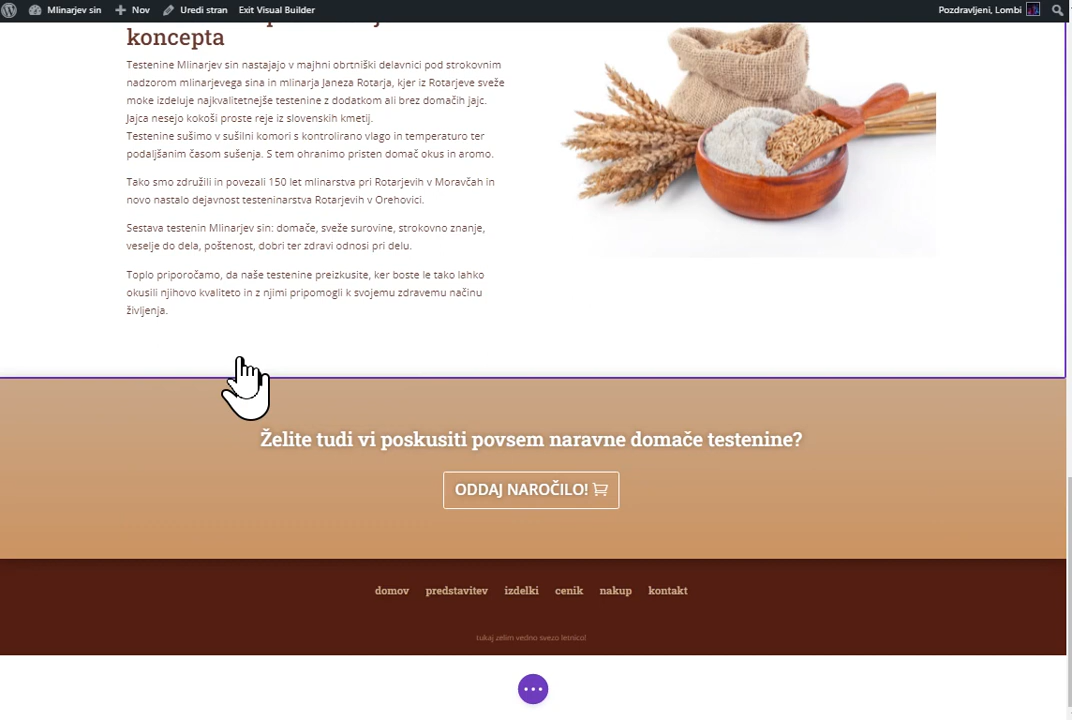 Mlinarjev sin Nov Uredi stran Exit Visual Builder Pozdravljeni, Lombi
koncepta
Testenine Mlinarjev sin nastajajo v majhni obrtniški delavnici pod strokovnim
nadzorom mlinarjevega sina in mlinarja Janeza Rotarja, kjer iz Rotarjeve sveže
moke izdeluje najkvalitetnejše testenine z dodatkom ali brez domačih jajc.
Jajca nesejo kokoši proste reje iz slovenskih kmetij.
Testenine sušimo v sušilni komori s kontrolirano vlago in temperaturo ter
podaljšanim časom sušenja. S tem ohranimo pristen domač okus in aromo.
Tako smo združili in povezali 150 let mlinarstva pri Rotarjevih v Moravčah in
novo nastalo dejavnost testeninarstva Rotarjevih v Orehovici.
Sestava testenin Mlinarjev sin: domače, sveže surovine, strokovno znanje,
veselje do dela, poštenost, dobri ter zdravi odnosi pri delu.
Toplo priporočamo, da naše testenine preizkusite, ker boste le tako lahko
okusili njihovo kvaliteto in z njimi pripomogli k svojemu zdravemu načinu
življenja.
Želite tudi vi poskusiti povsem naravne domače testenine?
ODDAJ NAROČILO!
domov predstavitev izdelki cenik nakup kontakt
tukaj želim vedno svežo letnico!